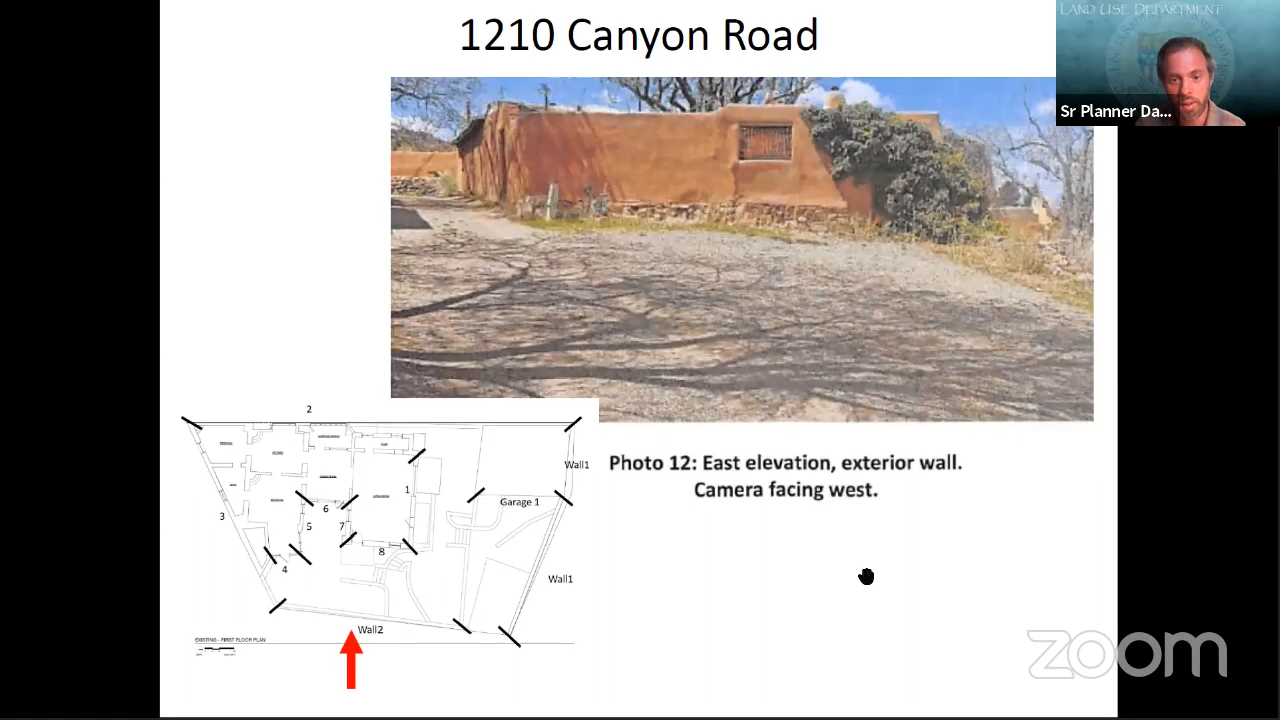 1210 Canyon Road
LAND USE DEPARTMENT
Sr Planner Da...
2
Wall1
Photo 12: East elevation, exterior wall.
Camera facing west.
1
Garage 1
3
6
5
7
8
4
Wall1
Wall2
EXISTING - FIRST FLOOR PLAN
zoom